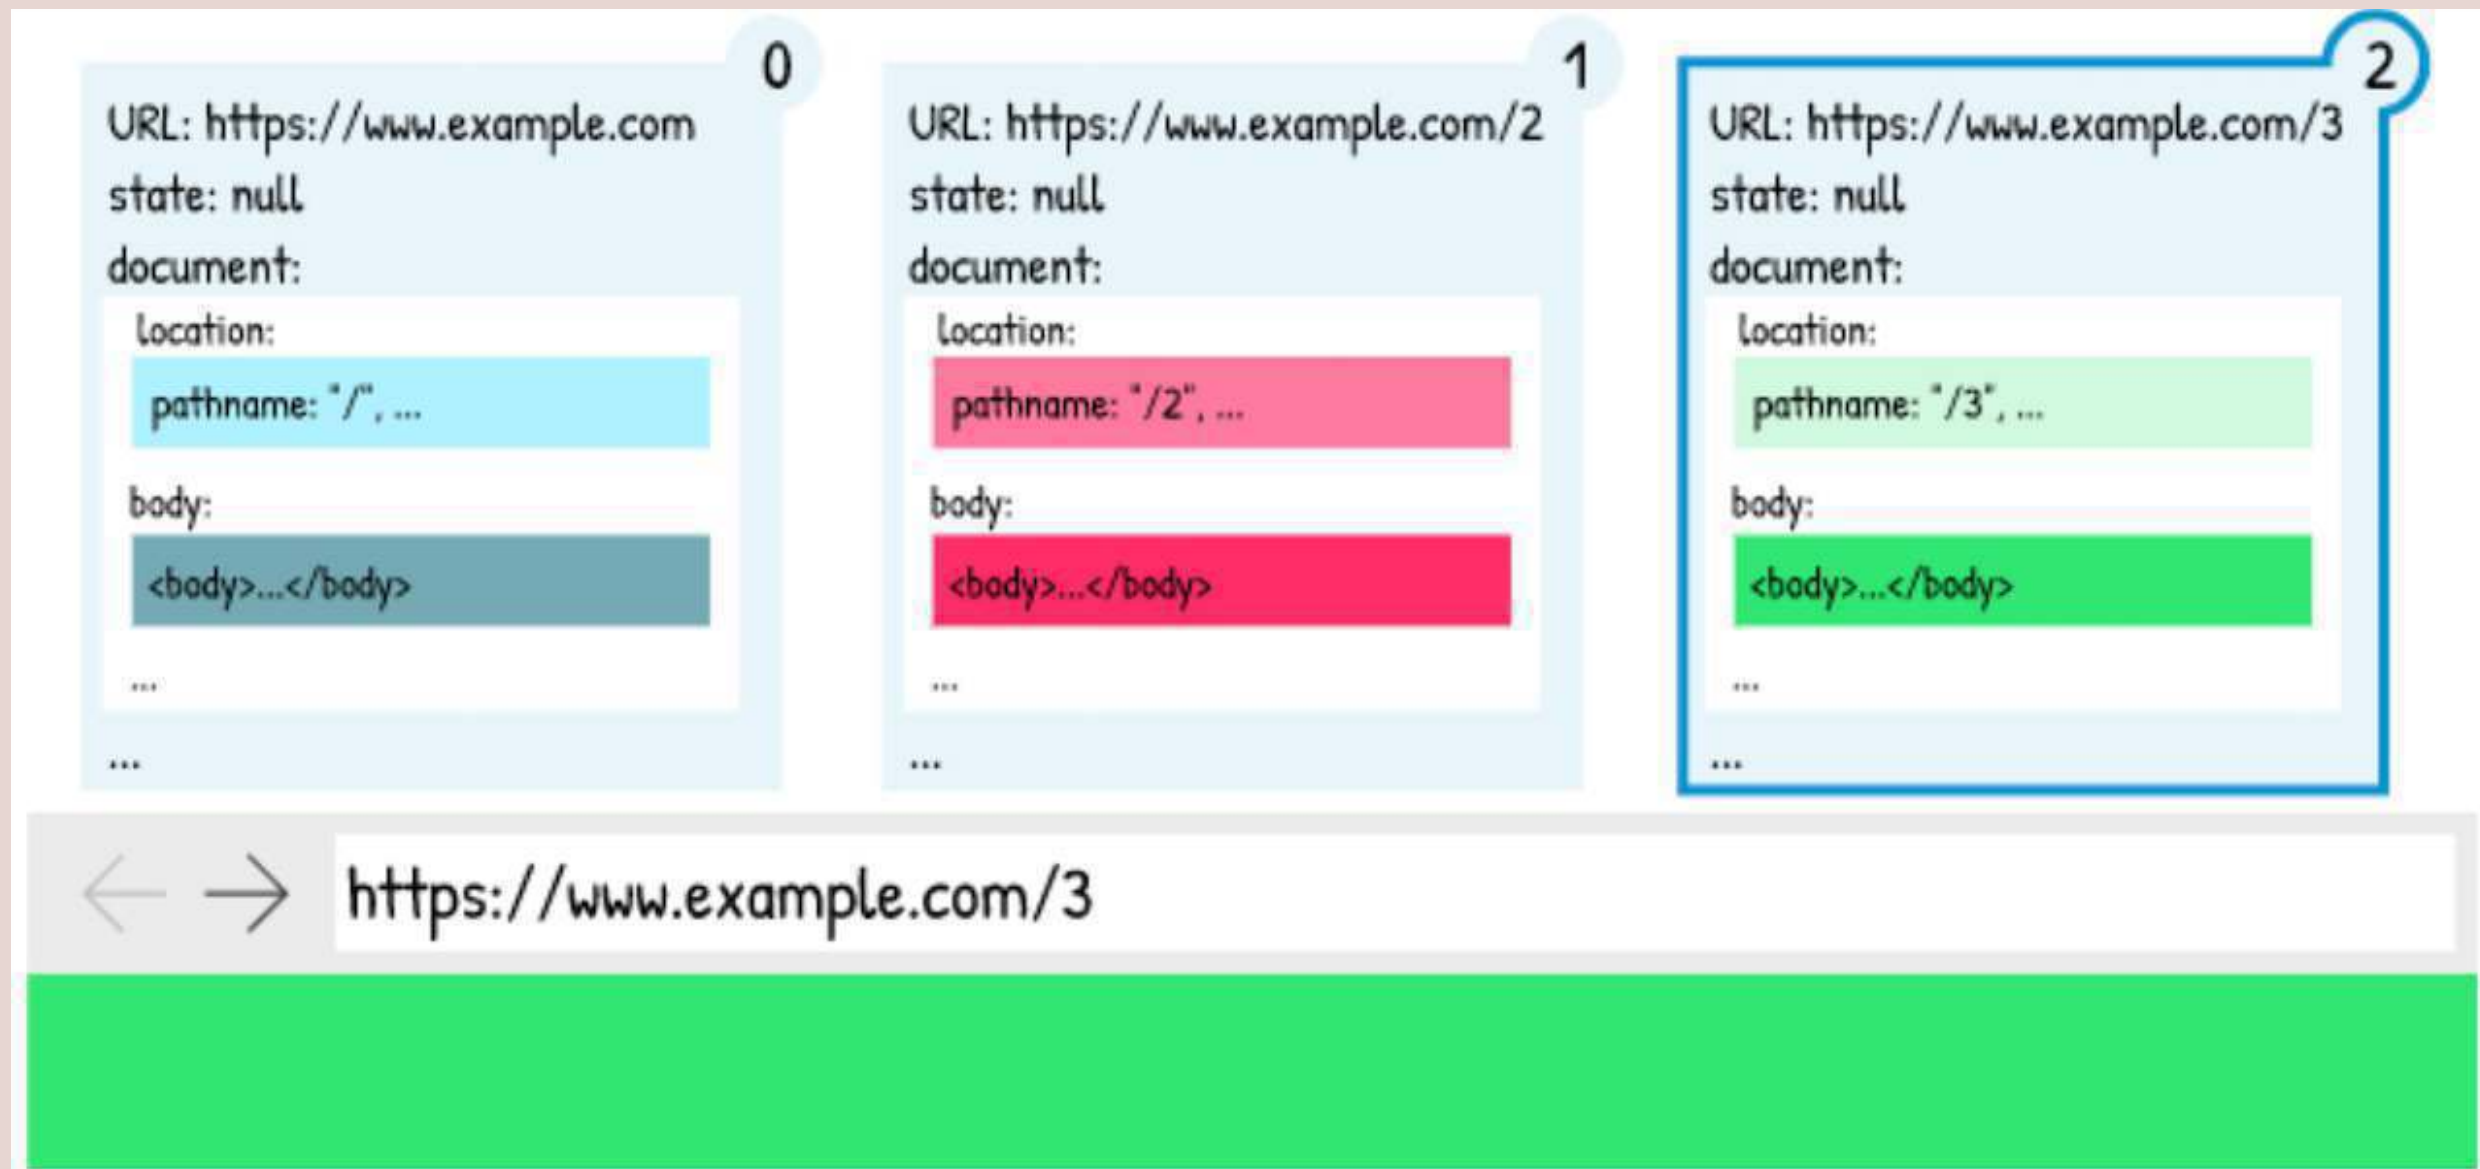 0
URL: https://www.example.com
state: null
document:
location:
pathname: "/", ...
body:
<body>...</body>
...
...
1
URL: https://www.example.com/2
state: null
document:
location:
pathname: "/2", ...
body:
<body>...</body>
...
...
2
URL: https://www.example.com/3
state: null
document:
location:
pathname: "/3", ...
body:
<body>...</body>
...
...
https://www.example.com/3